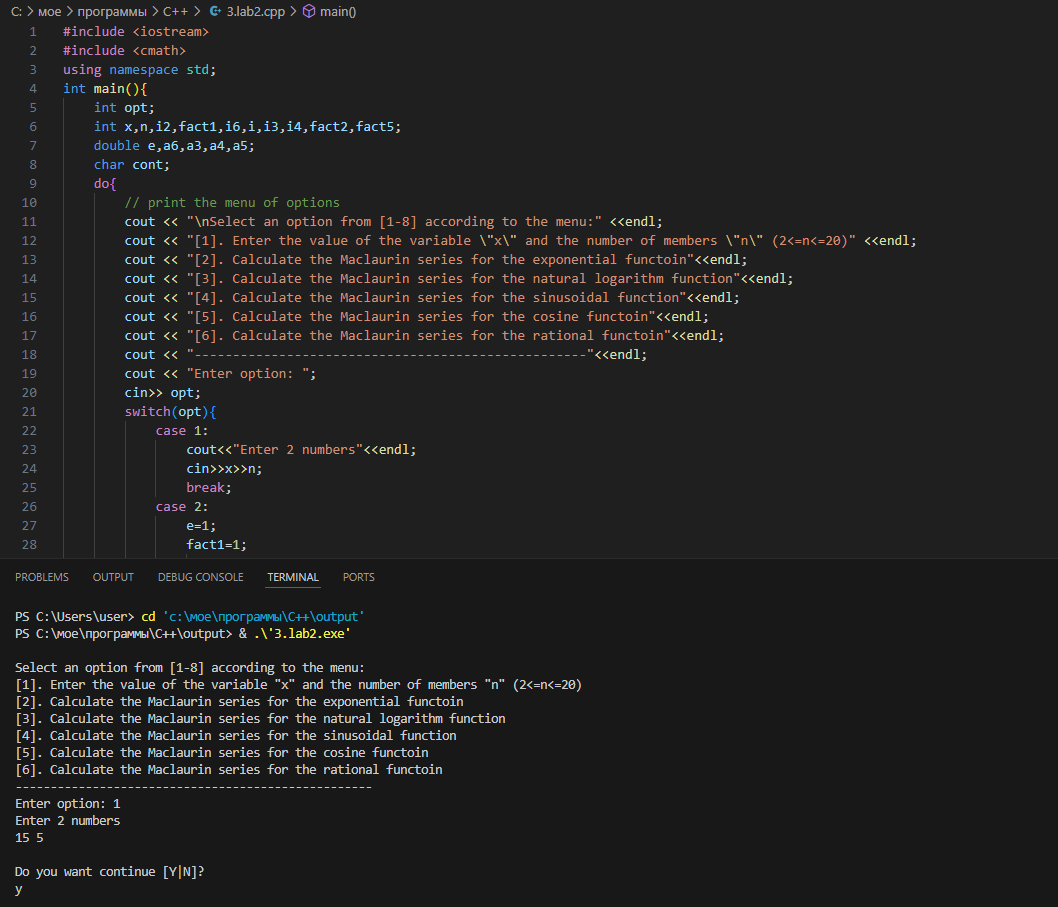 C: > мое > программы > C++ > 3.lab2.cpp > main()
1 #include <iostream>
2 #include <cmath>
3 using namespace std;
4 int main(){
5 int opt;
6 int x,n,i2,fact1,i6,i,i3,i4,fact2,fact5;
7 double e,a6,a3,a4,a5;
8 char cont;
9 do{
10 // print the menu of options
11 cout << "\nSelect an option from [1-8] according to the menu:" <<endl;
12 cout << "[1]. Enter the value of the variable \"x\" and the number of members \"n\" (2<=n<=20)" <<endl;
13 cout << "[2]. Calculate the Maclaurin series for the exponential functoin"<<endl;
14 cout << "[3]. Calculate the Maclaurin series for the natural logarithm function"<<endl;
15 cout << "[4]. Calculate the Maclaurin series for the sinusoidal function"<<endl;
16 cout << "[5]. Calculate the Maclaurin series for the cosine functoin"<<endl;
17 cout << "[6]. Calculate the Maclaurin series for the rational functoin"<<endl;
18 cout << "---------------------------------------------------"<<endl;
19 cout << "Enter option: ";
20 cin>> opt;
21 switch(opt){
22 case 1:
23 cout<<"Enter 2 numbers"<<endl;
24 cin>>x>>n;
25 break;
26 case 2:
27 e=1;
28 fact1=1;
PROBLEMS OUTPUT DEBUG CONSOLE TERMINAL PORTS
PS C:\Users\user> cd 'c:\мое\программы\C++\output'
PS C:\мое\программы\C++\output> & .\'3.lab2.exe'
Select an option from [1-8] according to the menu:
[1]. Enter the value of the variable "x" and the number of members "n" (2<=n<=20)
[2]. Calculate the Maclaurin series for the exponential functoin
[3]. Calculate the Maclaurin series for the natural logarithm function
[4]. Calculate the Maclaurin series for the sinusoidal function
[5]. Calculate the Maclaurin series for the cosine functoin
[6]. Calculate the Maclaurin series for the rational functoin
---------------------------------------------------
Enter option: 1
Enter 2 numbers
15 5
Do you want continue [Y|N]?
y